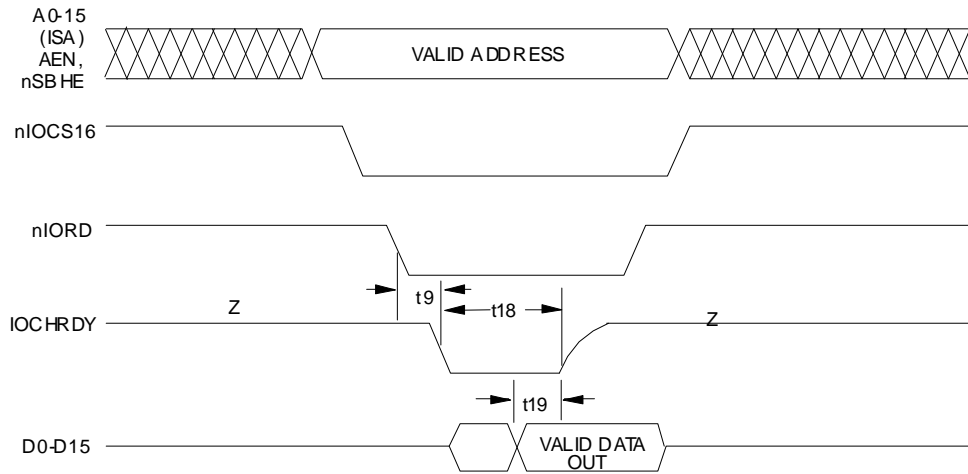 A0-15
(ISA)
AEN,
nSBHE
VALID ADDRESS
nIOCS16
nIORD
t9
t18
Z
Z
IOCHRDY
t19
D0-D15
VALID DATA
OUT